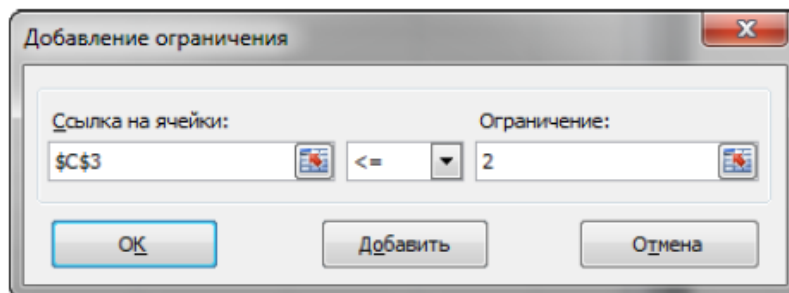 Добавление ограничения
Ссылка на ячейки: Ограничение:
$C$3 <= 2
ОК Добавить Отмена